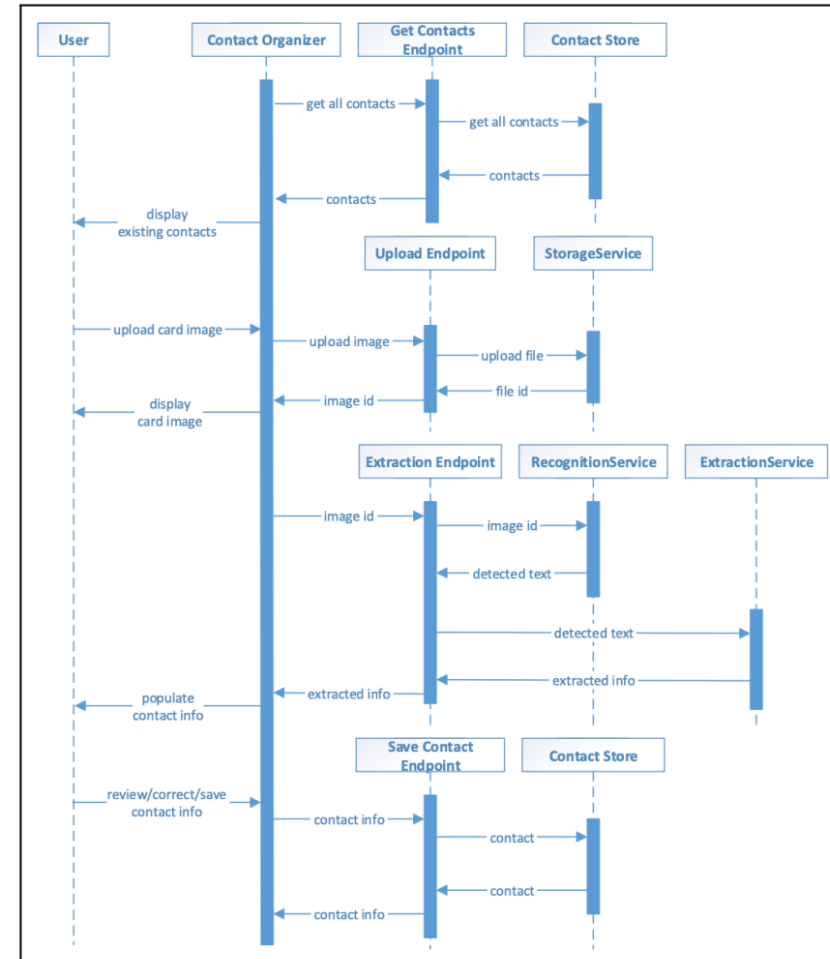 User
Contact Organizer
Get Contacts
Endpoint
Contact Store
get all contacts
get all contacts
contacts
contacts
display
existing contacts
Upload Endpoint
StorageService
upload card image
upload image
upload file
file id
image id
display
card image
Extraction Endpoint
RecognitionService
ExtractionService
image id
image id
detected text
detected text
extracted info
extracted info
populate
contact info
Save Contact
Endpoint
Contact Store
review/correct/save
contact info
contact info
contact
contact
contact info